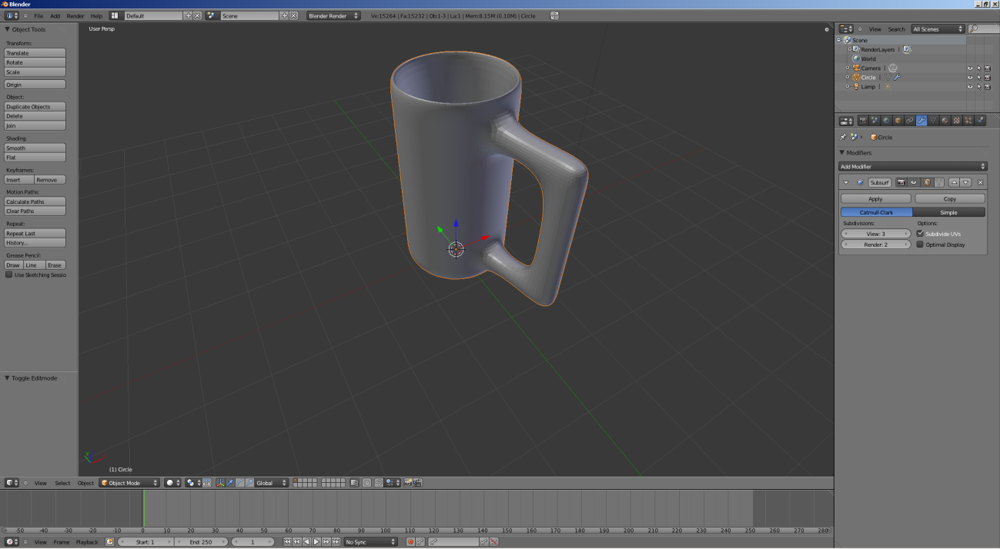 Blender
File Add Render Help Default Scene Blender Render Ve:15264 | Fa:15232 | Ob:1-3 | La:1 | Mem:8.15M (0.10M) | Circle
Object Tools
Transform:
Translate
Rotate
Scale
Origin
Object:
Duplicate Objects
Delete
Join
Shading:
Smooth
Flat
Keyframes:
Insert Remove
Motion Paths:
Calculate Paths
Clear Paths
Repeat:
Repeat Last
History...
Grease Pencil:
Draw Line Erase
Use Sketching Sessio
Toggle Editmode
User Persp
(1) Circle
View Search All Scenes
Scene
RenderLayers |
World
Camera |
Circle |
Lamp |
Circle
Modifiers
Add Modifier
Subsurf
Apply Copy
Catmull-Clark Simple
Subdivisions: Options:
View: 3 Subdivide UVs
Render: 2 Optimal Display
View Select Object Object Mode Global
-50 -40 -30 -20 -10 0 10 20 30 40 50 60 70 80 90 100 110 120 130 140 150 160 170 180 190 200 210 220 230 240 250 260 270 280
View Frame Playback Start: 1 End: 250 1 No Sync